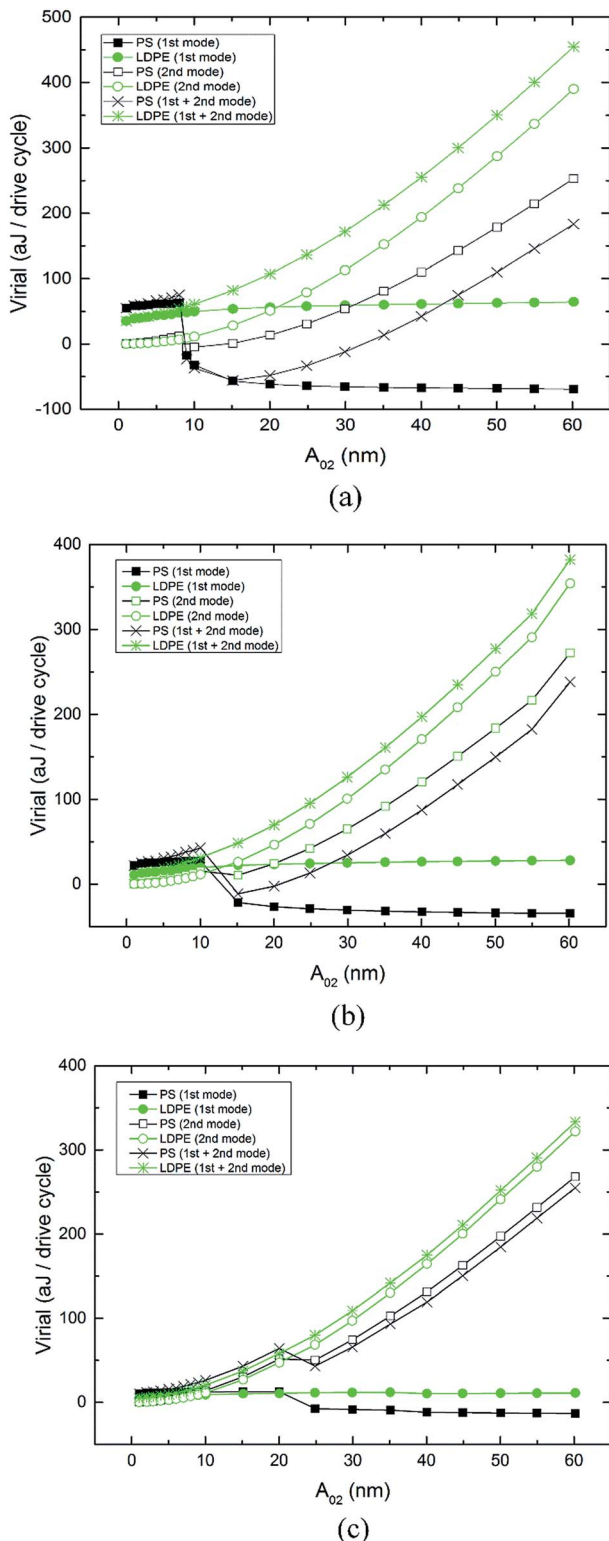 500
400
300
200
100
0
-100
Virial (aJ / drive cycle)
PS (1st mode)
LDPE (1st mode)
PS (2nd mode)
LDPE (2nd mode)
PS (1st + 2nd mode)
LDPE (1st + 2nd mode)
0 10 20 30 40 50 60
A02 (nm)
(a)
400
300
200
100
0
Virial (aJ / drive cycle)
PS (1st mode)
LDPE (1st mode)
PS (2nd mode)
LDPE (2nd mode)
PS (1st + 2nd mode)
LDPE (1st + 2nd mode)
0 10 20 30 40 50 60
A02 (nm)
(b)
400
300
200
100
0
Virial (aJ / drive cycle)
PS (1st mode)
LDPE (1st mode)
PS (2nd mode)
LDPE (2nd mode)
PS (1st + 2nd mode)
LDPE (1st + 2nd mode)
0 10 20 30 40 50 60
A02 (nm)
(c)